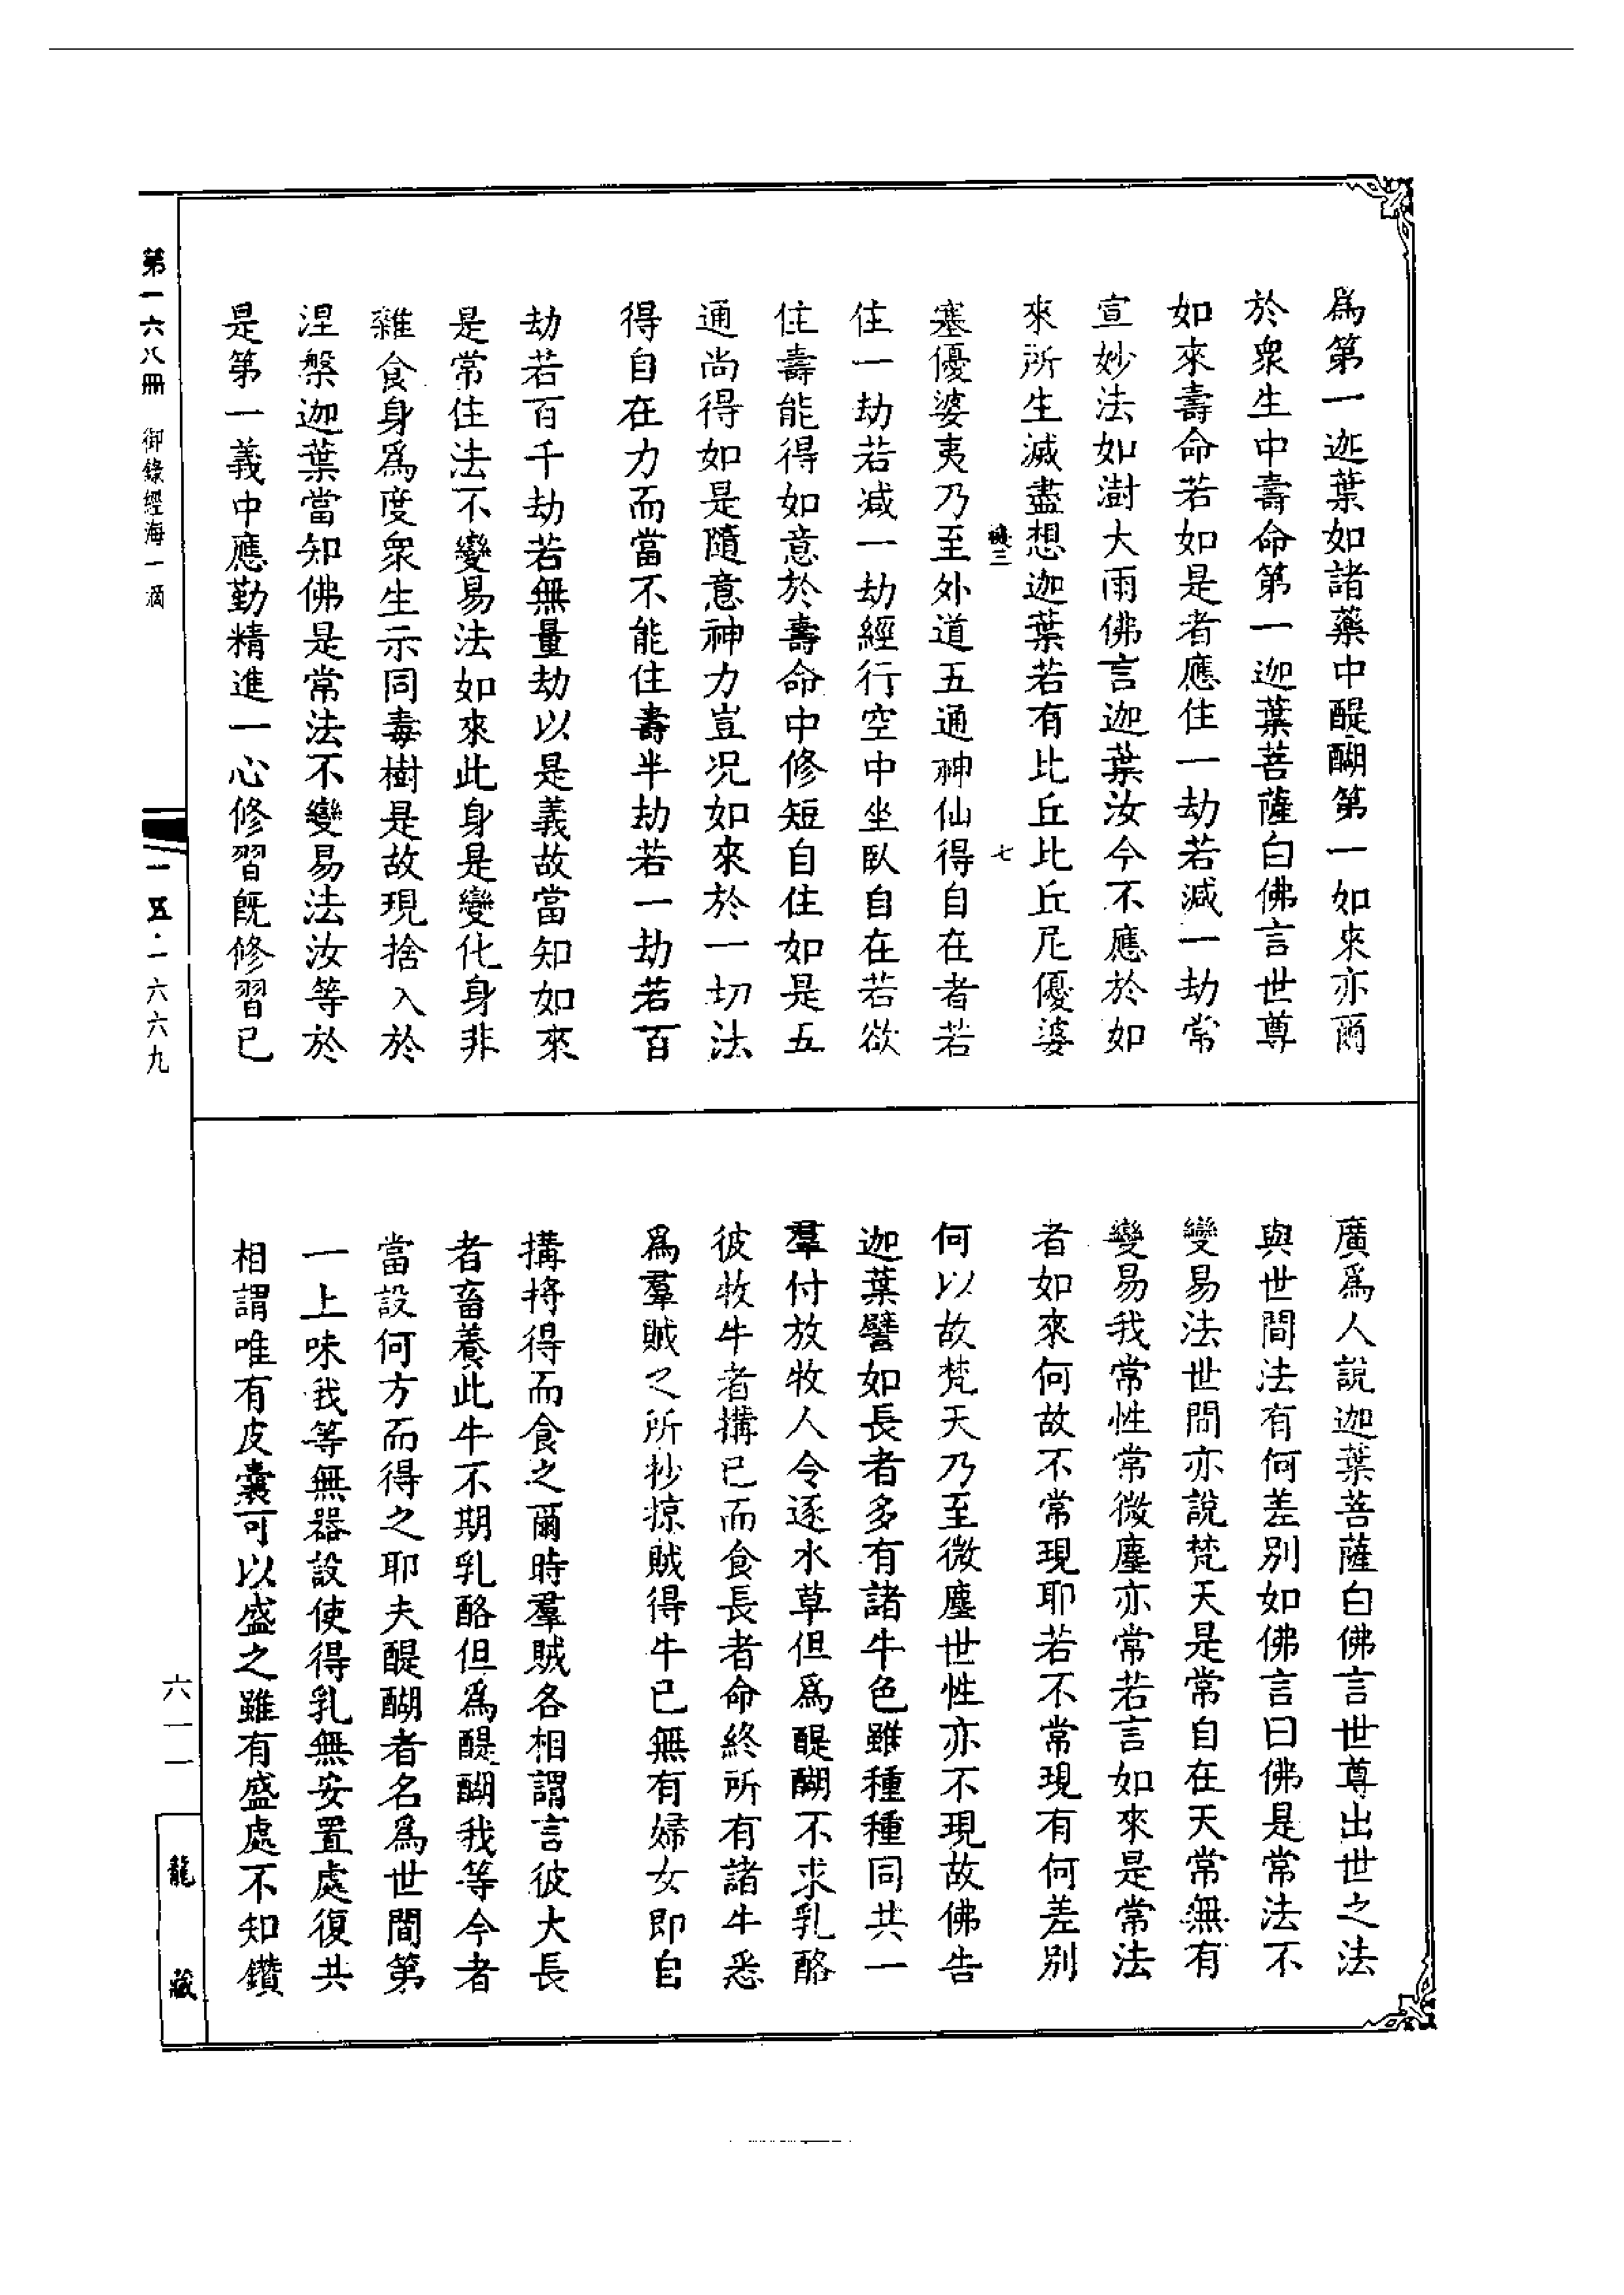 爲第一迦葉如諸藥中醍醐第一如來亦爾
於衆生中壽命第一迦葉菩薩白佛言世尊
如來壽命若如是者應住一劫若減一劫常
宣妙法如澍大雨佛言迦葉汝今不應於如
來所生滅盡想迦葉若有比丘比丘尼優婆
塞優婆夷乃至外道五通神仙得自在者若
住一劫若減一劫經行空中坐臥自在若欲
住壽能得如意於壽命中修短自住如是五
通尚得如是隨意神力豈況如來於一切法
得自在力而當不能住壽半劫若一劫若百
劫若百千劫若無量劫以是義故當知如來
是常住法不變易法如來此身是變化身非
雜食身爲度衆生示同毒樹是故現捨入於
涅槃迦葉當知佛是常法不變易法汝等於
是第一義中應勤精進一心修習既修習已
廣爲人說迦葉菩薩白佛言世尊出世之法
與世間法有何差別如佛言曰佛是常法不
變易法世間亦說梵天是常自在天常無有
變易我常性常微塵亦常若言如來是常法
者如來何故不常現耶若不常現有何差別
何以故梵天乃至微塵世性亦不現故佛告
迦葉譬如長者多有諸牛色雖種種同共一
羣付放牧人令逐水草但爲醍醐不求乳酪
彼牧牛者搆已而食長者命終所有諸牛悉
爲羣賊之所抄掠賊得牛已無有婦女即自
搆捋得而食之爾時羣賊各相謂言彼大長
者畜養此牛不期乳酪但爲醍醐我等今者
當設何方而得之耶夫醍醐者名爲世間第
一上味我等無器設使得乳無安置處復共
相謂唯有皮囊可以盛之雖有盛處不知鑽
第一六八冊 御錄經海一滴
一五·一六六九
六一一
龍藏
七